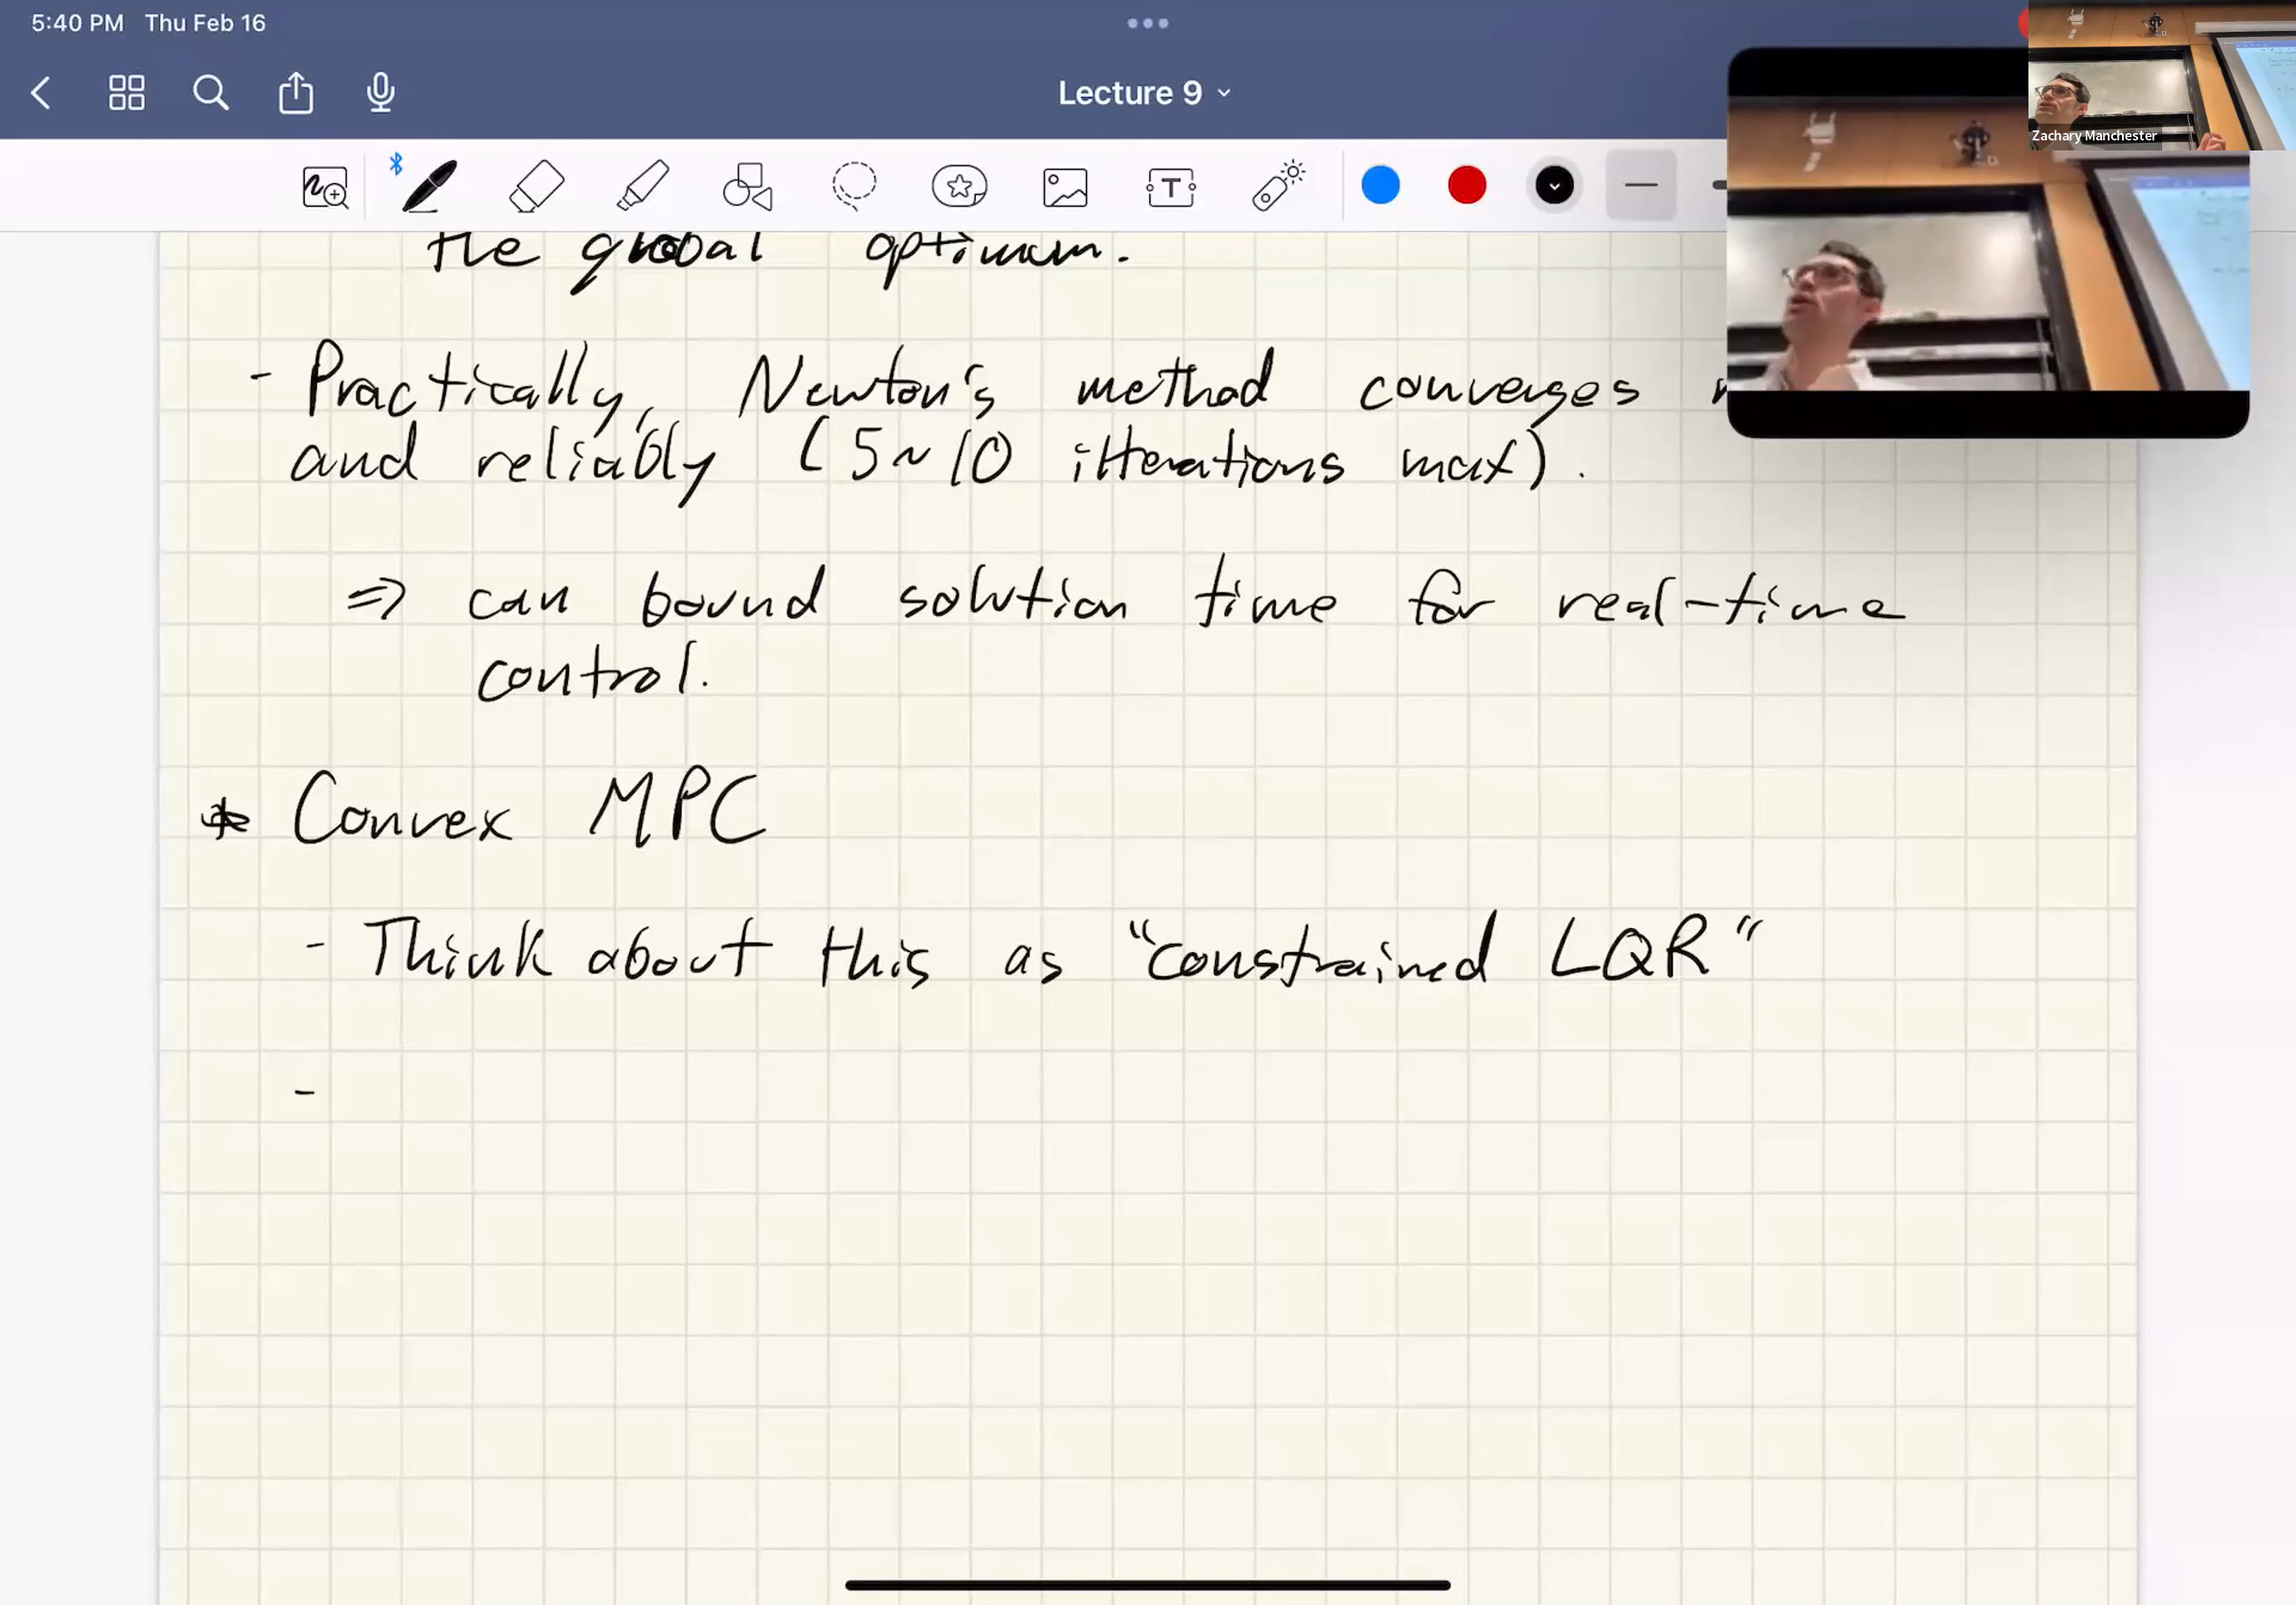 5:40 PM Thu Feb 16
Lecture 9
Zachary Manchester
the global optimum.
- Practically, Newton's method converges
and reliably (5~10 itterations max).
⇒ can bound solution time for real-time
control.
* Convex MPC
- Think about this as "constrained LQR"
-